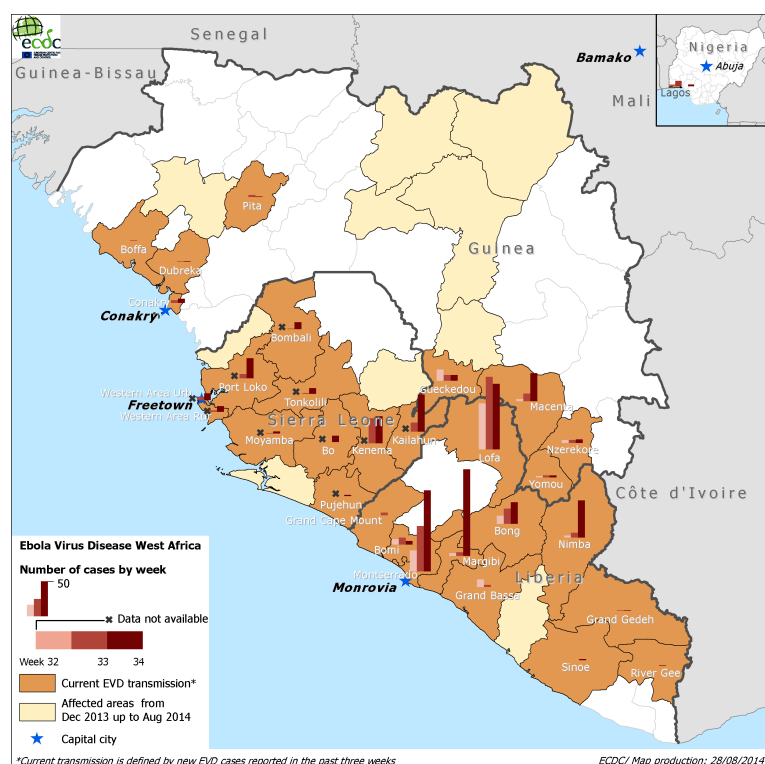 ecdc
Senegal
Guinea-Bissau
Bamako
Mali
Nigeria
Abuja
Lagos
Pita
Boffa
Dubreka
Conakry
Conakry
Guinea
Bombali
Port Loko
Tonkolili
Western Area Urb
Freetown
Western Area Rur
Sierra Leone
Moyamba
Bo
Kenema
Kailahun
Gueckedou
Macenta
Lofa
Nzerekore
Yomou
Côte d'Ivoire
Pujehun
Grand Cape Mount
Bomi
Bong
Nimba
Margibi
Montserrado
Monrovia
Grand Bassa
Liberia
Grand Gedeh
Sinoe
River Gee
Ebola Virus Disease West Africa
Number of cases by week
50
Data not available
Week 32 33 34
Current EVD transmission*
Affected areas from
Dec 2013 up to Aug 2014
Capital city
*Current transmission is defined by new EVD cases reported in the past three weeks
ECDC/ Map production: 28/08/2014